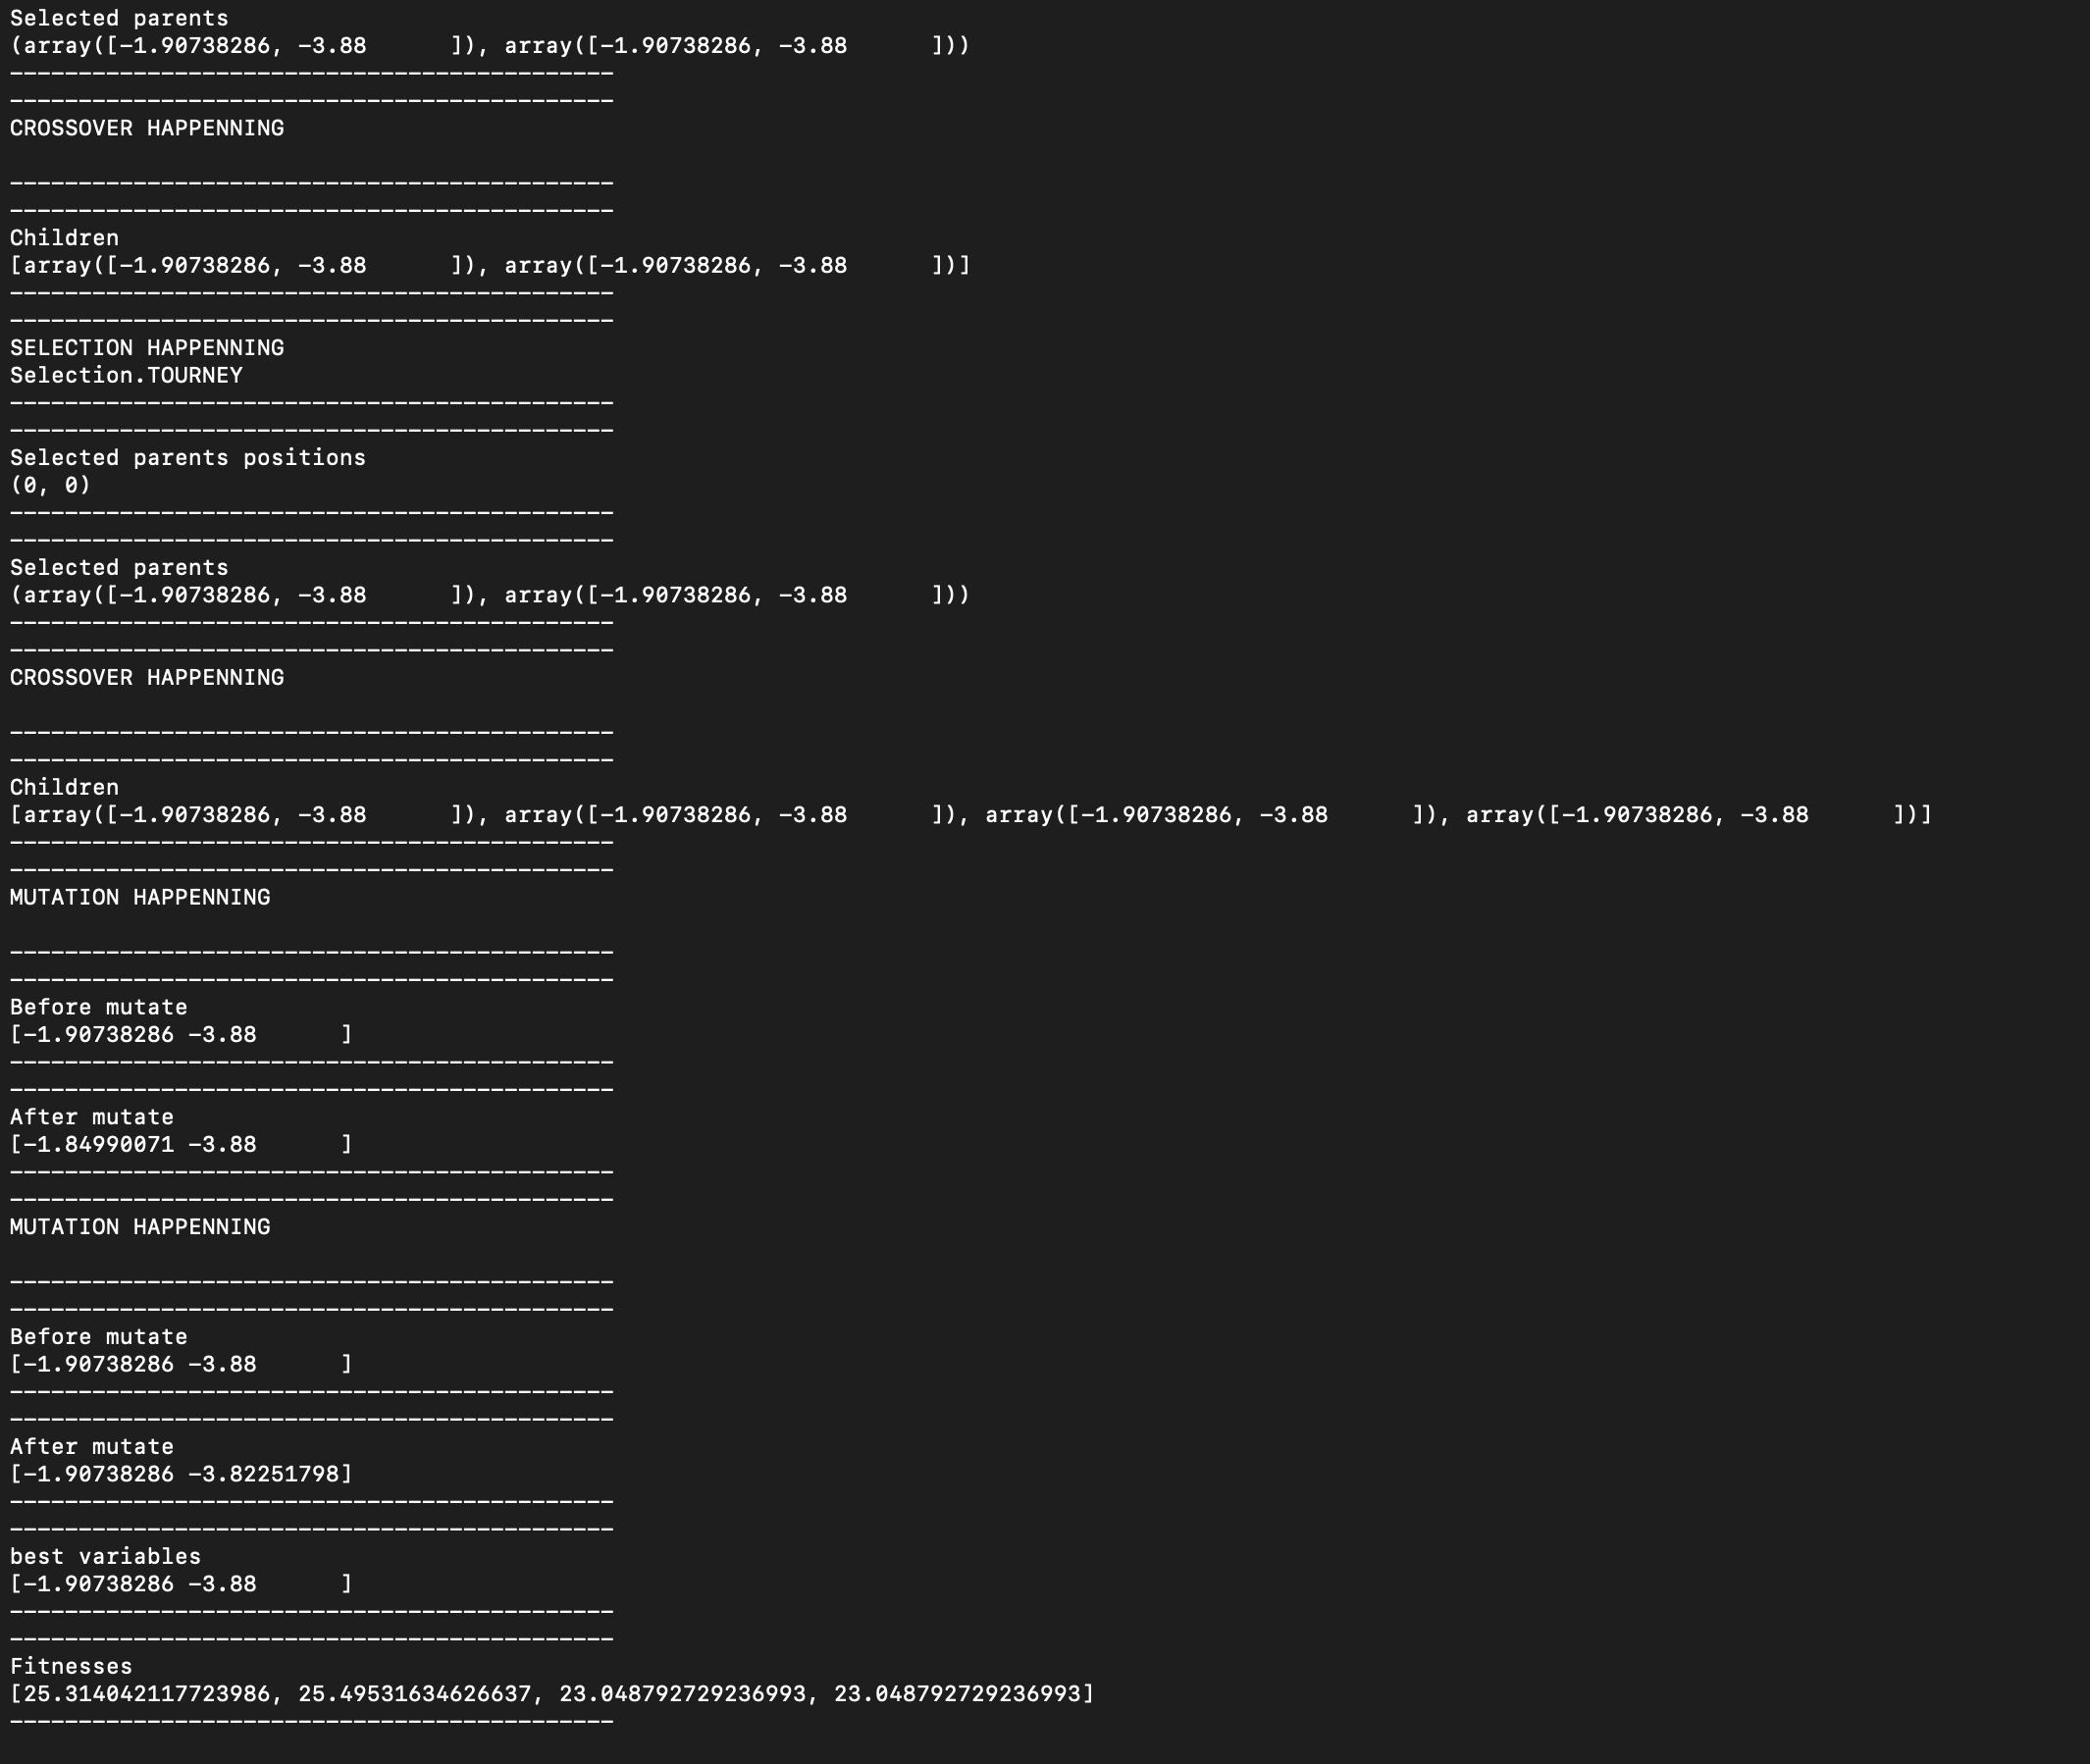 Selected parents
(array([-1.90738286, -3.88      ]), array([-1.90738286, -3.88      ]))
--------------------------------------------
--------------------------------------------
CROSSOVER HAPPENNING

--------------------------------------------
--------------------------------------------
Children
[array([-1.90738286, -3.88      ]), array([-1.90738286, -3.88      ])]
--------------------------------------------
--------------------------------------------
SELECTION HAPPENNING
Selection.TOURNEY
--------------------------------------------
--------------------------------------------
Selected parents positions
(0, 0)
--------------------------------------------
--------------------------------------------
Selected parents
(array([-1.90738286, -3.88      ]), array([-1.90738286, -3.88      ]))
--------------------------------------------
--------------------------------------------
CROSSOVER HAPPENNING

--------------------------------------------
--------------------------------------------
Children
[array([-1.90738286, -3.88      ]), array([-1.90738286, -3.88      ]), array([-1.90738286, -3.88      ]), array([-1.90738286, -3.88      ])]
--------------------------------------------
--------------------------------------------
MUTATION HAPPENNING

--------------------------------------------
--------------------------------------------
Before mutate
[-1.90738286 -3.88      ]
--------------------------------------------
--------------------------------------------
After mutate
[-1.84990071 -3.88      ]
--------------------------------------------
--------------------------------------------
MUTATION HAPPENNING

--------------------------------------------
--------------------------------------------
Before mutate
[-1.90738286 -3.88      ]
--------------------------------------------
--------------------------------------------
After mutate
[-1.90738286 -3.82251798]
--------------------------------------------
--------------------------------------------
best variables
[-1.90738286 -3.88      ]
--------------------------------------------
--------------------------------------------
Fitnesses
[25.314042117723986, 25.49531634626637, 23.048792729236993, 23.048792729236993]
--------------------------------------------